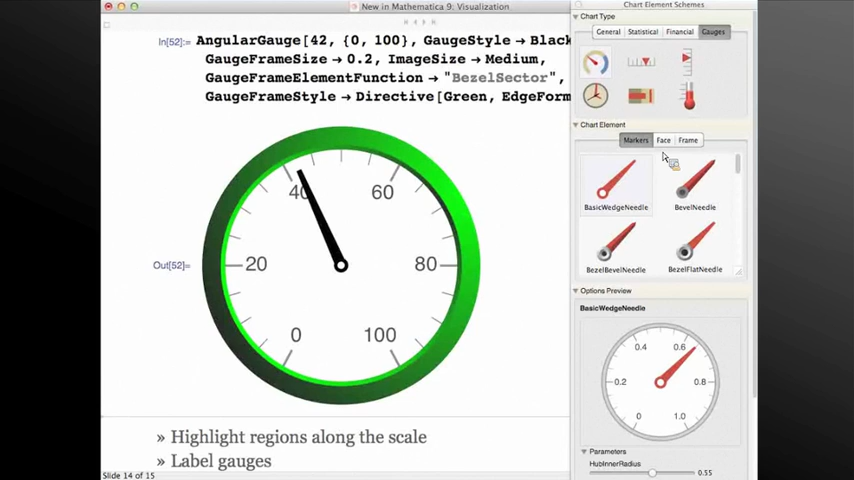 New in Mathematica 9: Visualization
In[52]:= AngularGauge[42, {0, 100}, GaugeStyle → Black
GaugeFrameSize → 0.2, ImageSize → Medium,
GaugeFrameElementFunction → "BezelSector",
GaugeFrameStyle → Directive[Green, EdgeForm
Out[52]=
0
20
40
60
80
100
» Highlight regions along the scale
» Label gauges
Slide 14 of 15
Chart Element Schemes
Chart Type
General Statistical Financial Gauges
Chart Element
Markers Face Frame
BasicWedgeNeedle BevelNeedle
BezelBevelNeedle BezelFlatNeedle
Options Preview
BasicWedgeNeedle
0.4 0.6
0.2 0.8
0 1.0
Parameters
HubInnerRadius 0.55